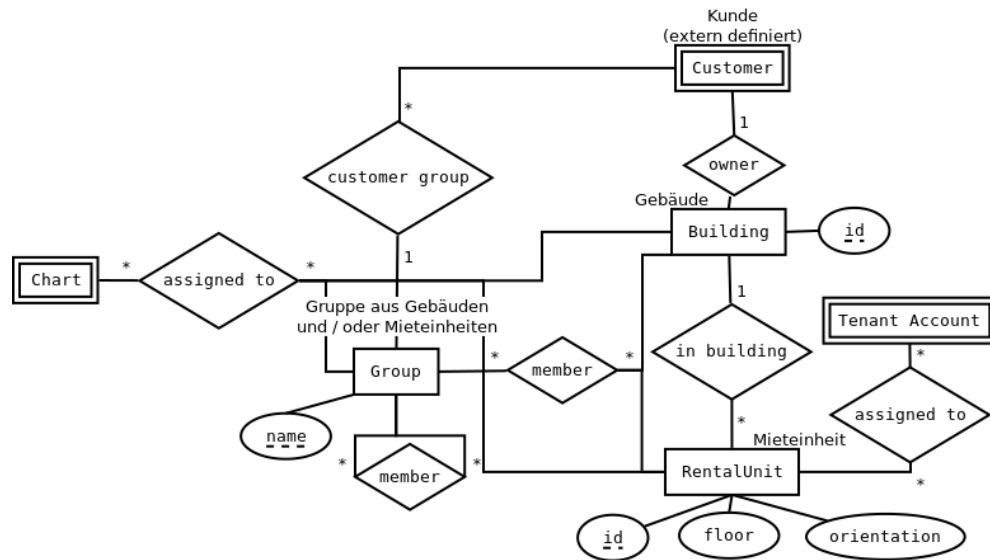 Kunde
(extern definiert)
Customer
*
1
customer group
owner
Gebäude
Building
id
1
Chart
*
assigned to
*
1
Gruppe aus Gebäuden
und / oder Mieteinheiten
Tenant Account
in building
*
Group
*
member
*
assigned to
name
*
Mieteinheit
*
member
*
RentalUnit
*
id
floor
orientation